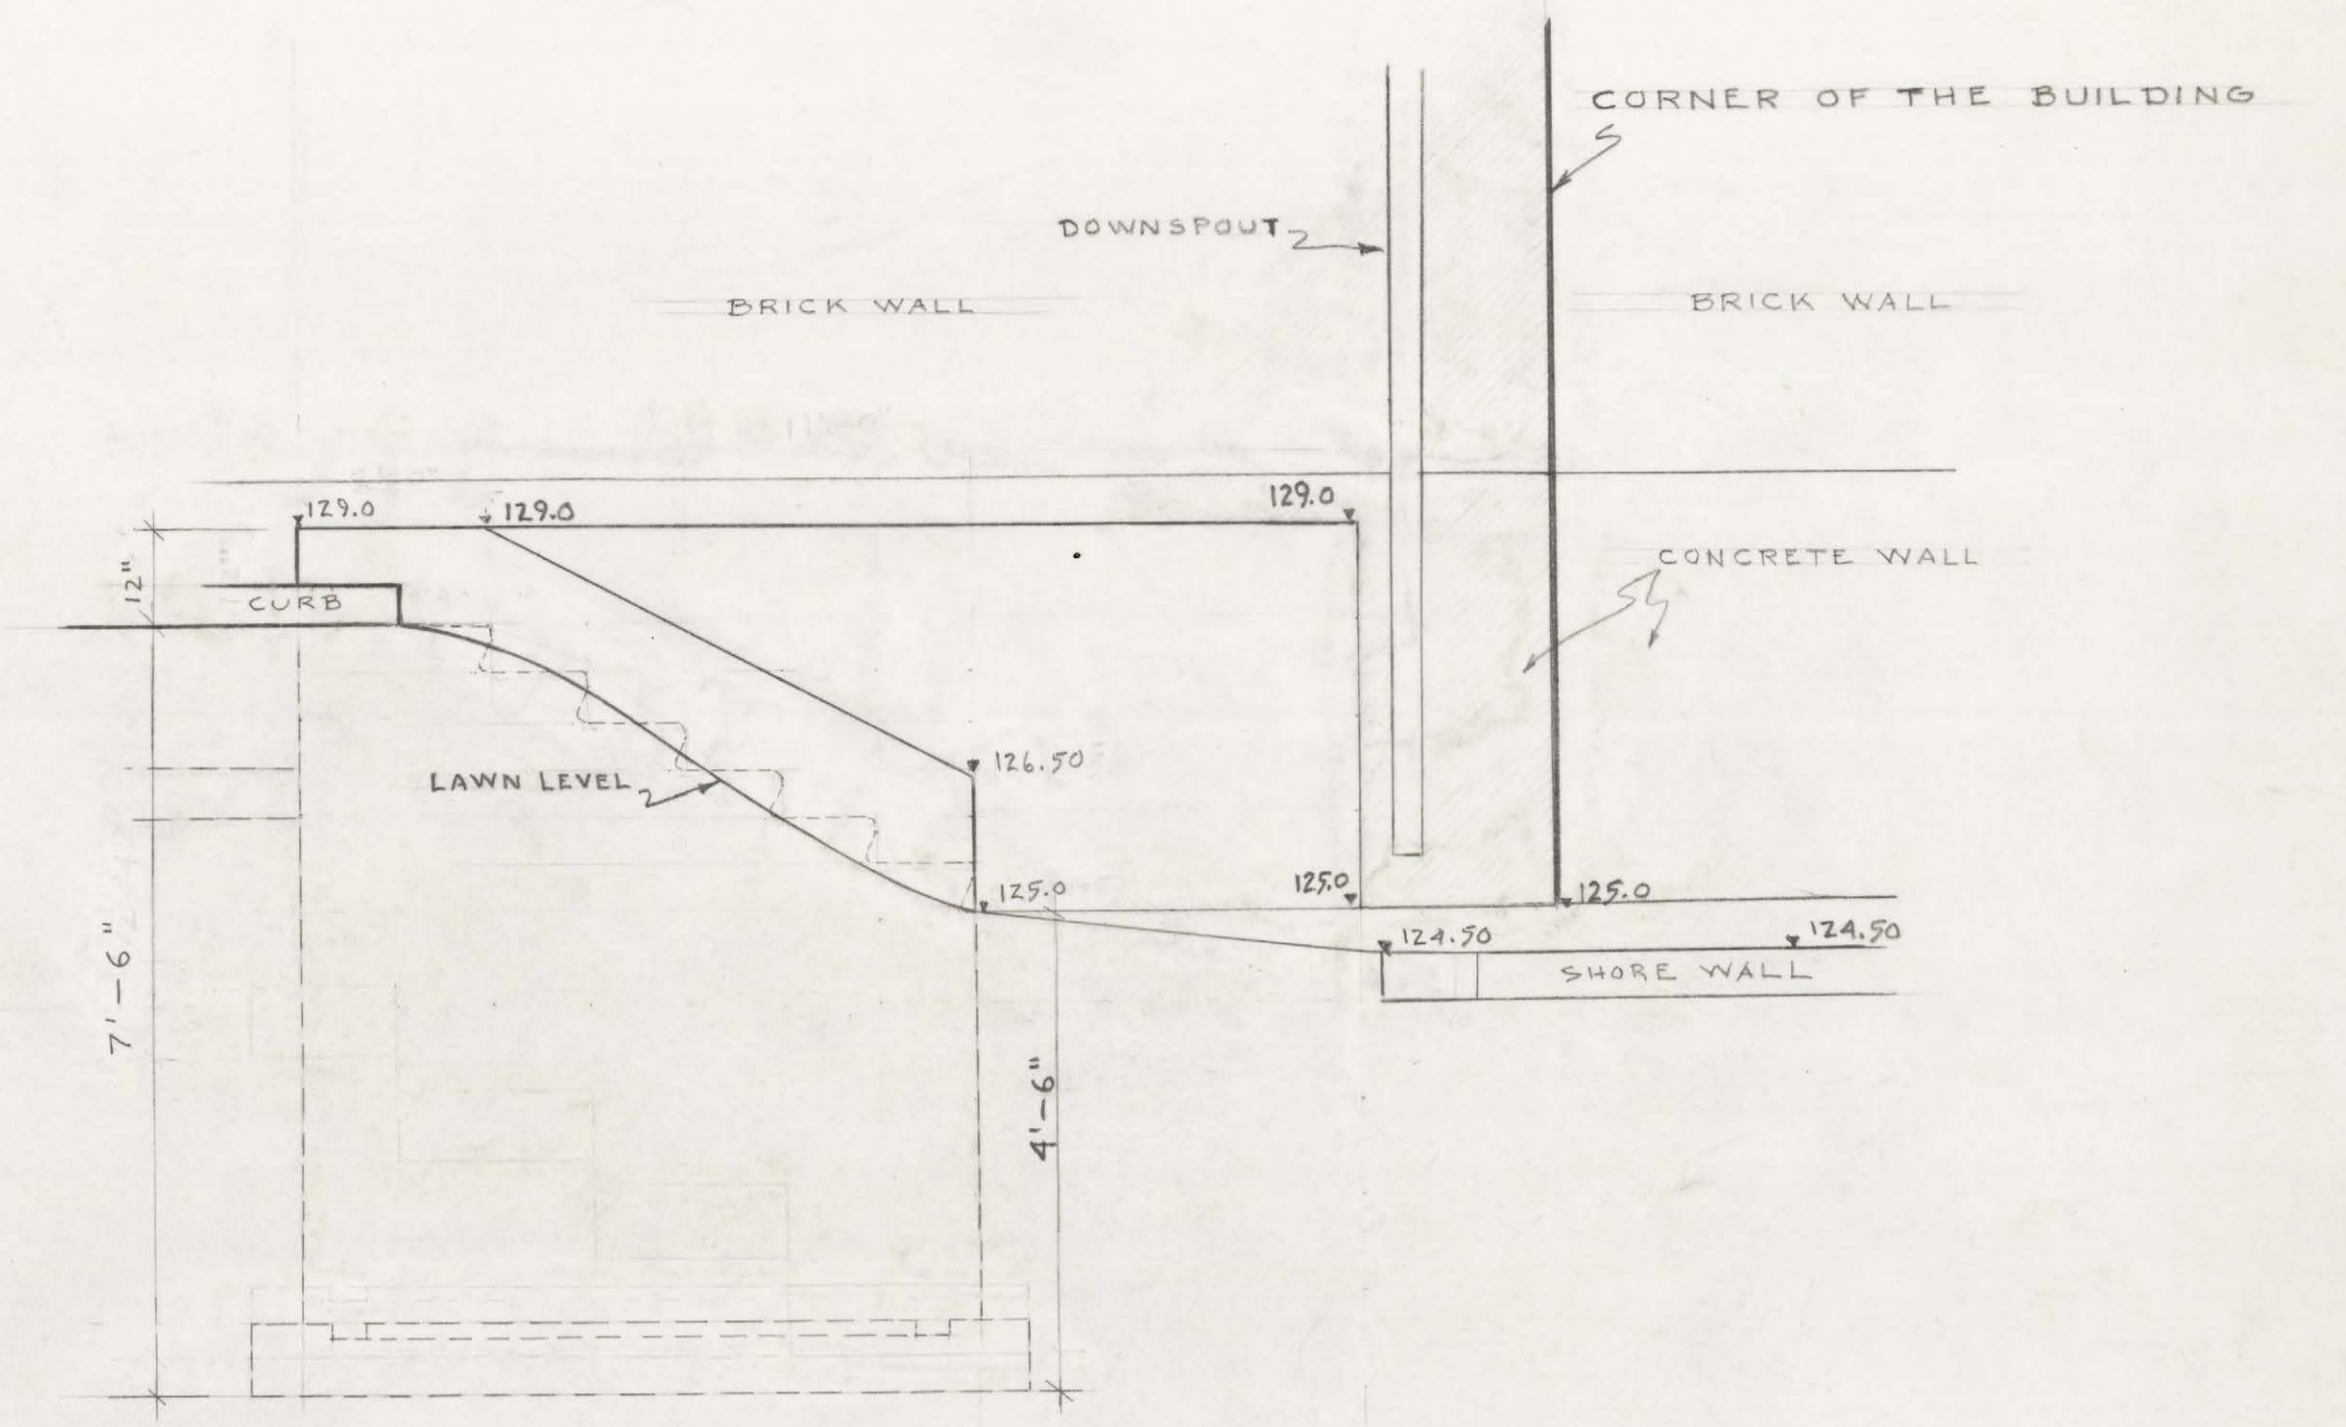 CORNER OF THE BUILDING
DOWNSPOUT
BRICK WALL
BRICK WALL
129.0
129.0
129.0
CONCRETE WALL
12"
CURB
126.50
LAWN LEVEL
125.0
125.0
125.0
124.50
124.50
SHORE WALL
7'-6"
4'-6"